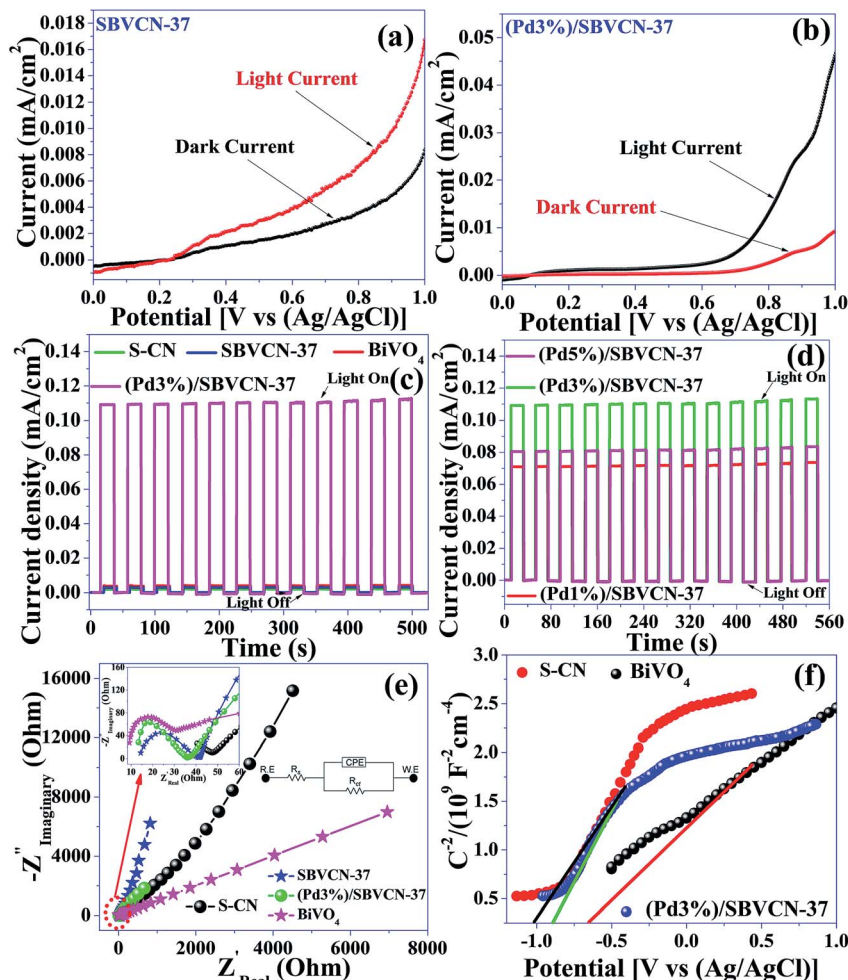 SBVCN-37
(a)
Light Current
Dark Current
Current (mA/cm²)
0.018
0.016
0.014
0.012
0.010
0.008
0.006
0.004
0.002
0.000
0.0 0.2 0.4 0.6 0.8 1.0
Potential [V vs (Ag/AgCl)]
(Pd3%)/SBVCN-37
(b)
Light Current
Dark Current
Current (mA/cm²)
0.05
0.04
0.03
0.02
0.01
0.00
0.0 0.2 0.4 0.6 0.8 1.0
Potential [V vs (Ag/AgCl)]
S-CN SBVCN-37 BiVO₄
(Pd3%)/SBVCN-37
(c)
Light On
Light Off
Current density (mA/cm²)
0.14
0.12
0.10
0.08
0.06
0.04
0.02
0.00
0 100 200 300 400 500
Time (s)
(Pd5%)/SBVCN-37
(Pd3%)/SBVCN-37
(d)
Light On
(Pd1%)/SBVCN-37
Light Off
Current density (mA/cm²)
0.14
0.12
0.10
0.08
0.06
0.04
0.02
0.00
0 80 160 240 320 400 480 560
Time (s)
(e)
-Z''Imaginary (Ohm)
16000
12000
8000
4000
0
0 2000 4000 6000 8000
Z'Real (Ohm)
160
120
80
40
0
-Z''Imaginary (Ohm)
10 20 30 40 50 60
Z'Real (Ohm)
R.E
Rs
CPE
Rct
W.E
SBVCN-37
(Pd3%)/SBVCN-37
S-CN
BiVO₄
S-CN BiVO₄
(f)
(Pd3%)/SBVCN-37
C⁻²/(10⁹ F⁻²cm⁻⁴)
3.0
2.5
2.0
1.5
1.0
0.5
-1.0 -0.5 0.0 0.5 1.0
Potential [V vs (Ag/AgCl)]